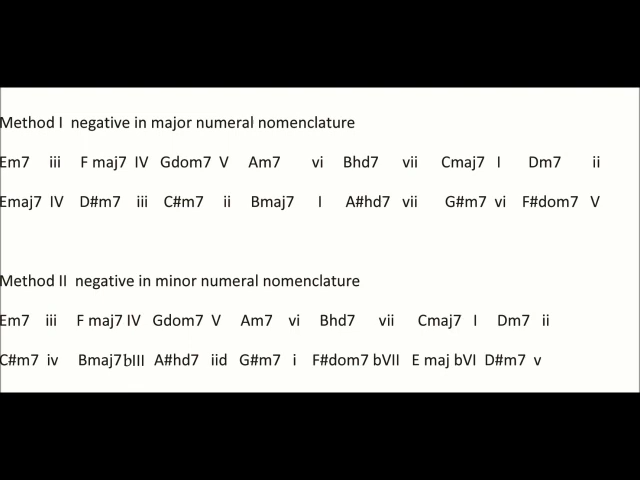 Method I negative in major numeral nomenclature
Em7 iii F maj7 IV Gdom7 V Am7 vi Bhd7 vii Cmaj7 I Dm7 ii
Emaj7 IV D#m7 iii C#m7 ii Bmaj7 I A#hd7 vii G#m7 vi F#dom7 V
Method II negative in minor numeral nomenclature
Em7 iii F maj7 IV Gdom7 V Am7 vi Bhd7 vii Cmaj7 I Dm7 ii
C#m7 iv Bmaj7 bIII A#hd7 iid G#m7 i F#dom7 bVII E maj bVI D#m7 v